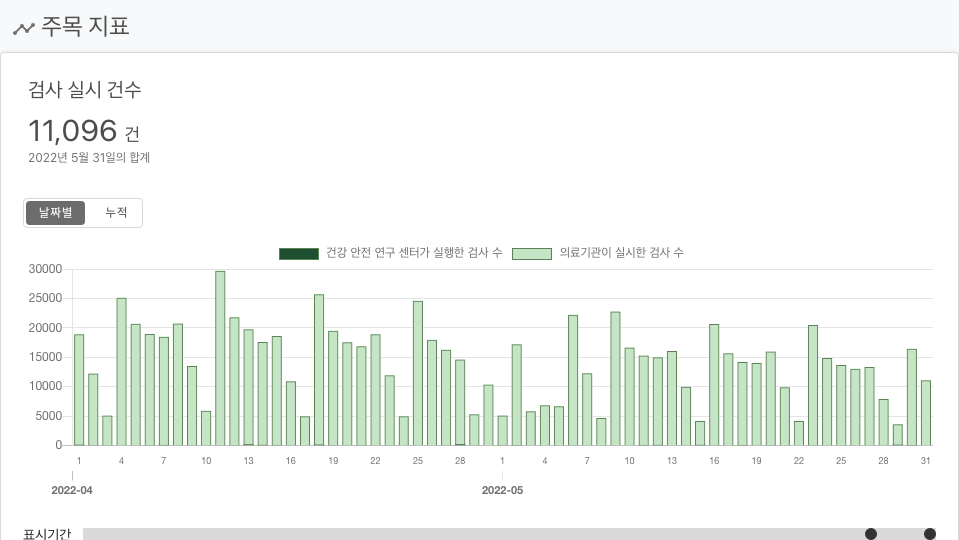 주목 지표
검사 실시 건수
11,096 건
2022년 5월 31일의 합계
날짜별 누적
건강 안전 연구 센터가 실행한 검사 수 의료기관이 실시한 검사 수
30000
25000
20000
15000
10000
5000
0
1 4 7 10 13 16 19 22 25 28 1 4 7 10 13 16 19 22 25 28 31
2022-04 2022-05
표시기간